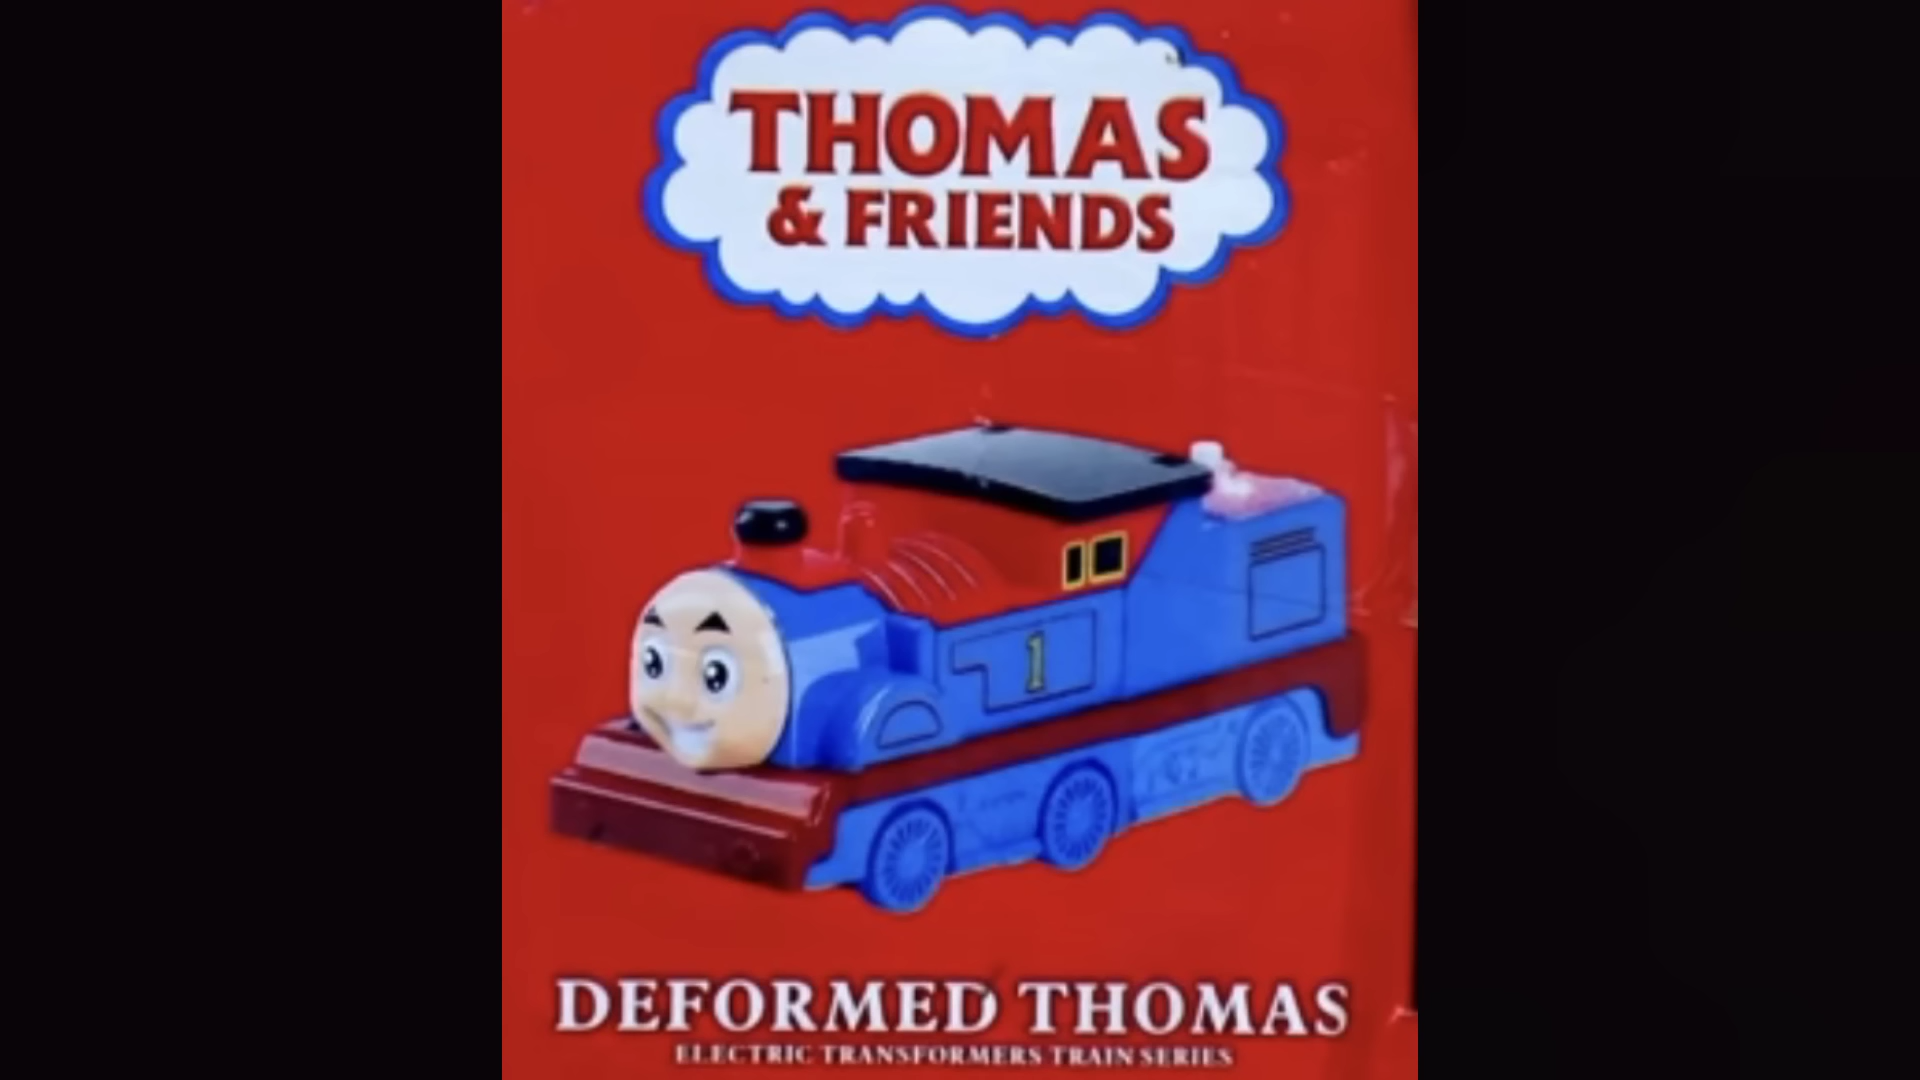 THOMAS
& FRIENDS
1
DEFORMED THOMAS
ELECTRIC TRANSFORMERS TRAIN SERIES